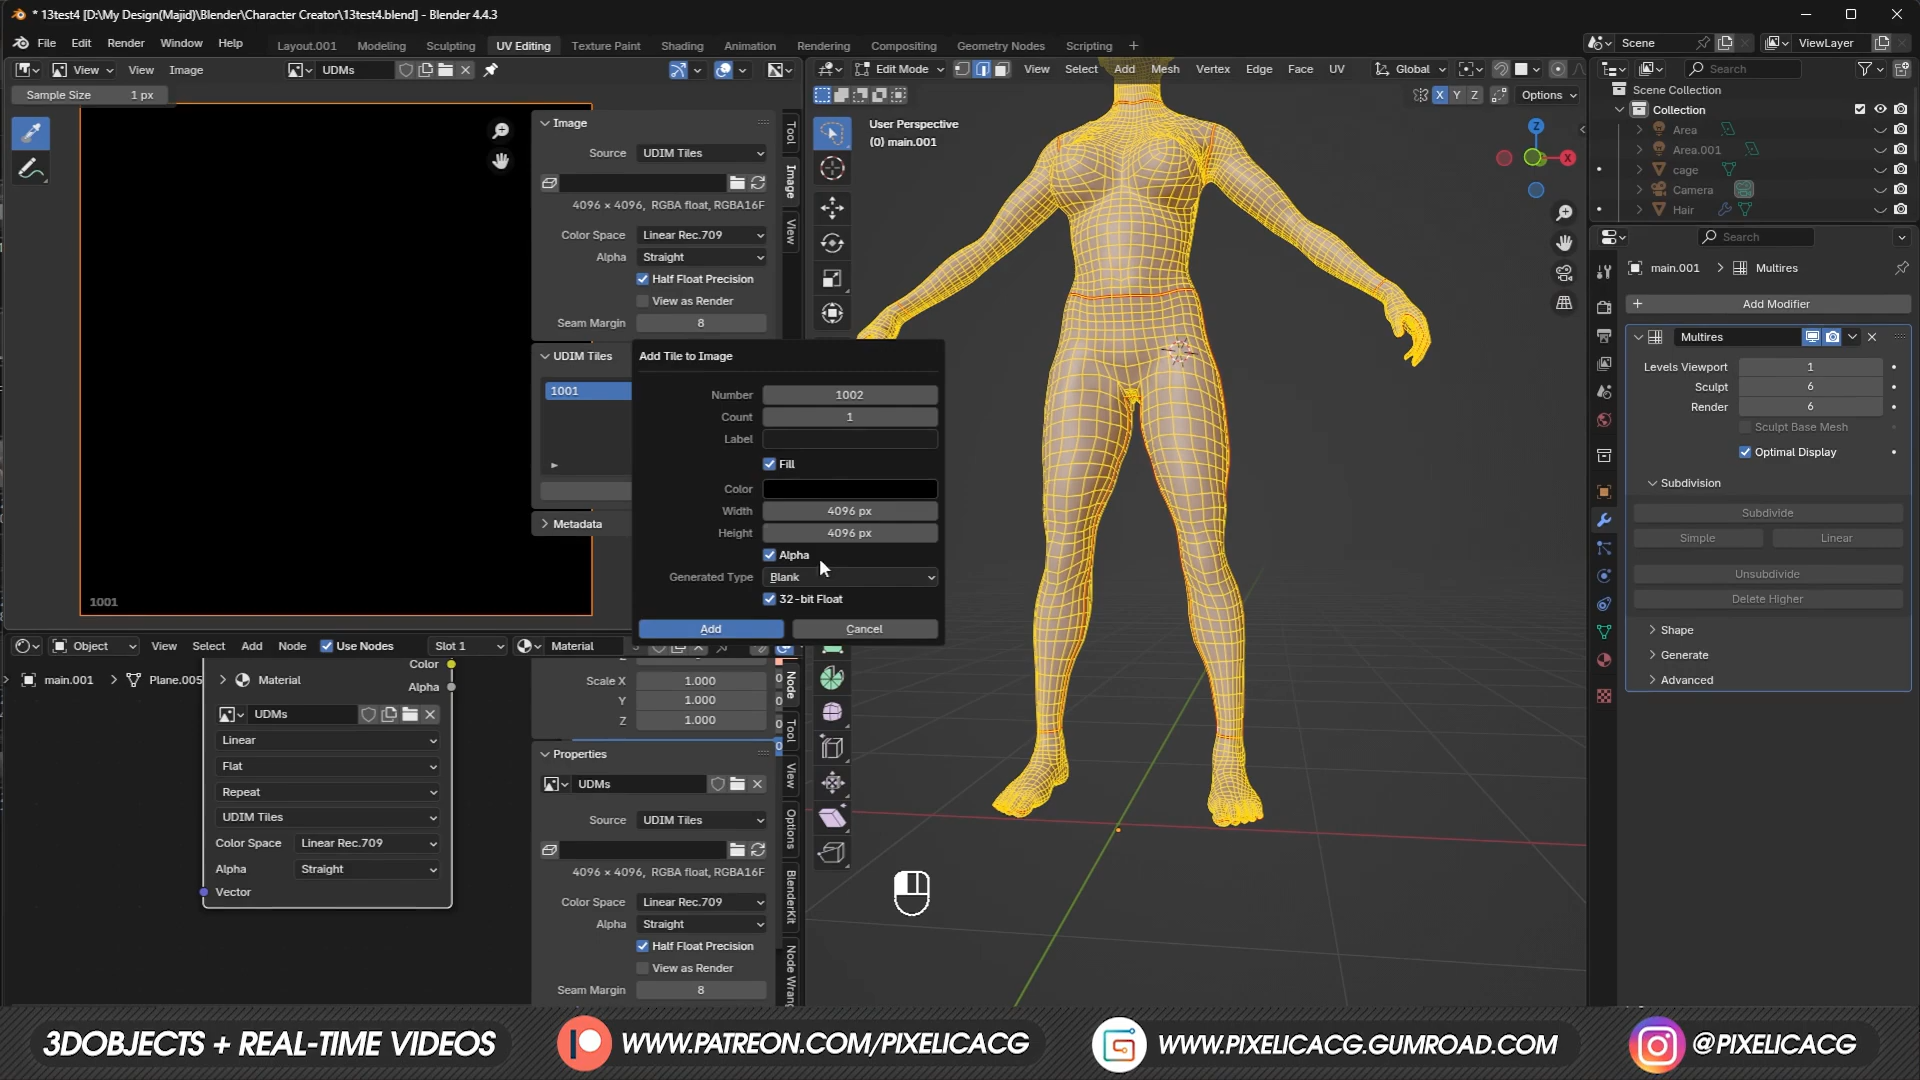 * 13test4 [D:\My Design(Majid)\Blender\Character Creator\13test4.blend] - Blender 4.4.3
File Edit Render Window Help
Layout.001 Modeling Sculpting UV Editing Texture Paint Shading Animation Rendering Compositing Geometry Nodes Scripting +
Scene
ViewLayer
View View Image
UDMs
Sample Size 1 px
Edit Mode View Select Add Mesh Vertex Edge Face UV
Global
X Y Z
Options
User Perspective
(0) main.001
Z
X
1001
Image
Source UDIM Tiles
4096 × 4096, RGBA float, RGBA16F
Color Space Linear Rec.709
Alpha Straight
Half Float Precision
View as Render
Seam Margin 8
UDIM Tiles
1001
Metadata
Tool
Image
View
Add Tile to Image
Number 1002
Count 1
Label
Fill
Color
Width 4096 px
Height 4096 px
Alpha
Generated Type Blank
32-bit Float
Add Cancel
Object View Select Add Node Use Nodes Slot 1 Material
main.001 > Plane.005 > Material
Color
Alpha
UDMs
Linear
Flat
Repeat
UDIM Tiles
Color Space Linear Rec.709
Alpha Straight
Vector
Scale X 1.000
Y 1.000
Z 1.000
Properties
UDMs
Source UDIM Tiles
4096 × 4096, RGBA float, RGBA16F
Color Space Linear Rec.709
Alpha Straight
Half Float Precision
View as Render
Seam Margin 8
Node
Tool
View
Options
BlenderKit
Node Wrang
Search
Scene Collection
Collection
Area
Area.001
cage
Camera
Hair
Search
main.001 > Multires
+ Add Modifier
Multires
Levels Viewport 1
Sculpt 6
Render 6
Sculpt Base Mesh
Optimal Display
Subdivision
Subdivide
Simple Linear
Unsubdivide
Delete Higher
Shape
Generate
Advanced
3DOBJECTS + REAL-TIME VIDEOS
WWW.PATREON.COM/PIXELICACG
WWW.PIXELICACG.GUMROAD.COM
@PIXELICACG